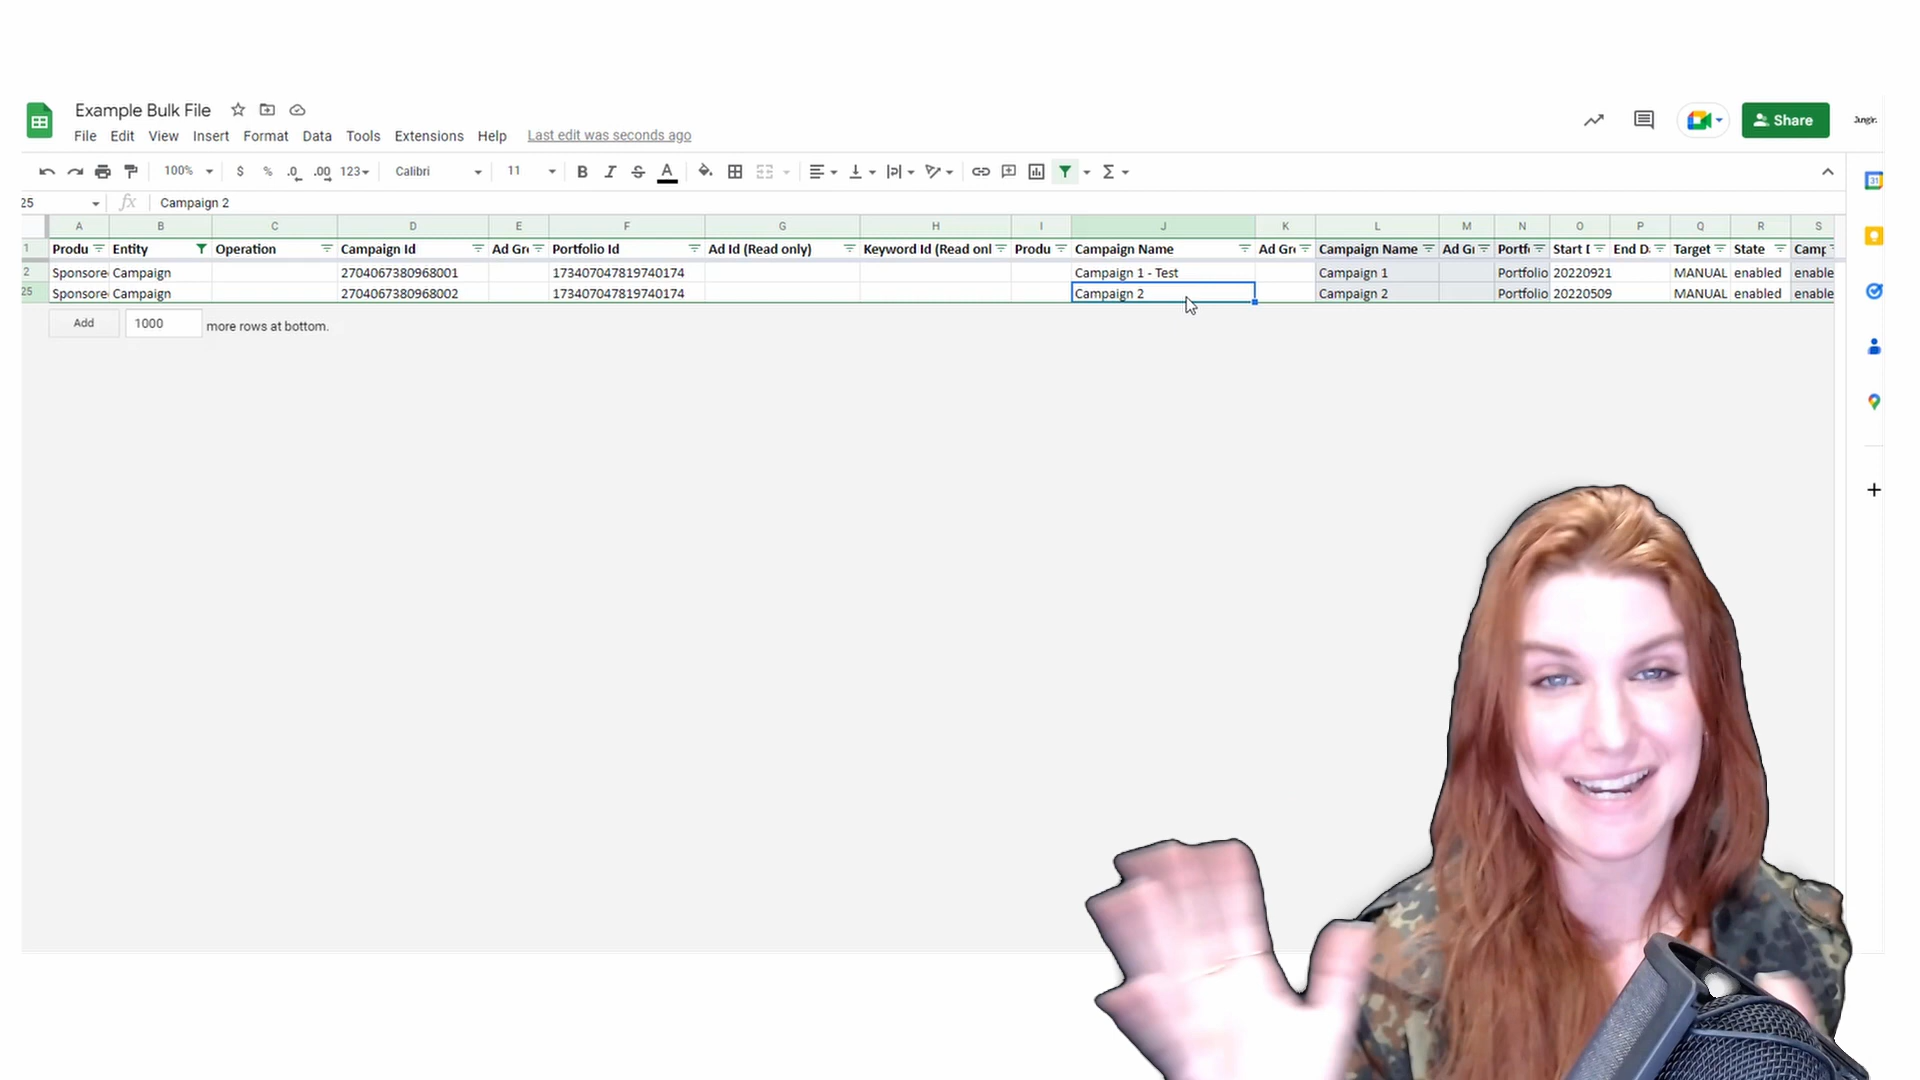 Example Bulk File
Jungle.
Share
File Edit View Insert Format Data Tools Extensions Help Last edit was seconds ago
100% $ % .0 .00 123 Calibri 11 B I S A Σ
31
25 fx Campaign 2
A B C D E F G H I J K L M N O P Q R S
1 Produ Entity Operation Campaign Id Ad Gr Portfolio Id Ad Id (Read only) Keyword Id (Read onl Produ Campaign Name Ad Gr Campaign Name Ad G Portf Start D End D Target State Camp
2 Sponsore Campaign 2704067380968001 173407047819740174 Campaign 1 - Test Campaign 1 Portfolio 20220921 MANUAL enabled enable
25 Sponsore Campaign 2704067380968002 173407047819740174 Campaign 2 Campaign 2 Portfolio 20220509 MANUAL enabled enable
Add 1000 more rows at bottom.